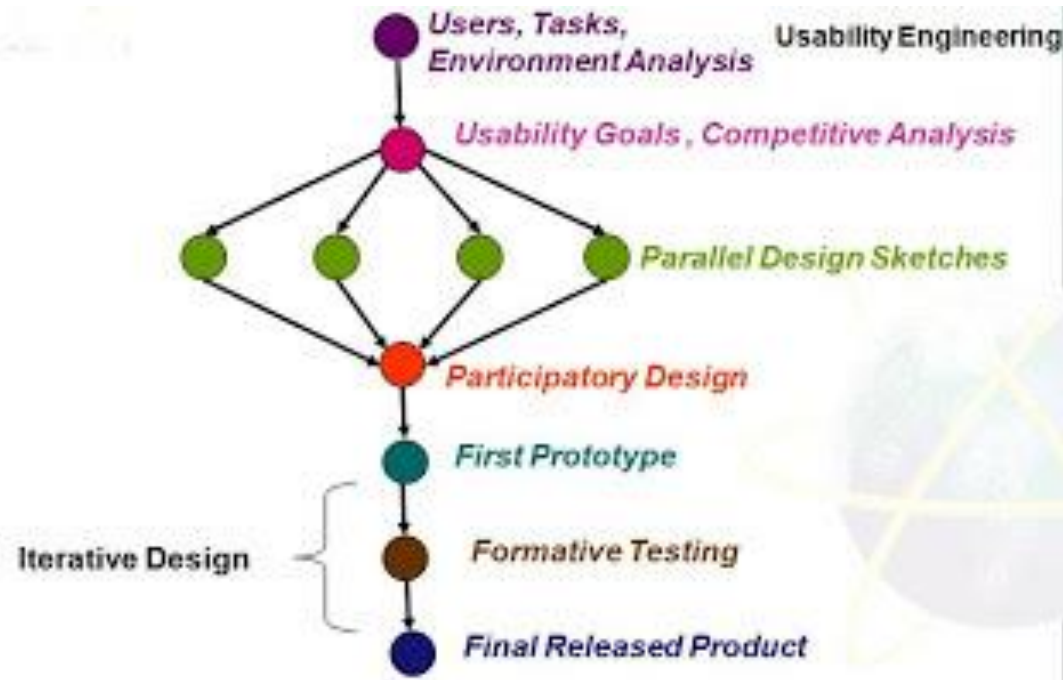 Users, Tasks,
Environment Analysis
Usability Engineering
Usability Goals , Competitive Analysis
Parallel Design Sketches
Participatory Design
First Prototype
Iterative Design
Formative Testing
Final Released Product